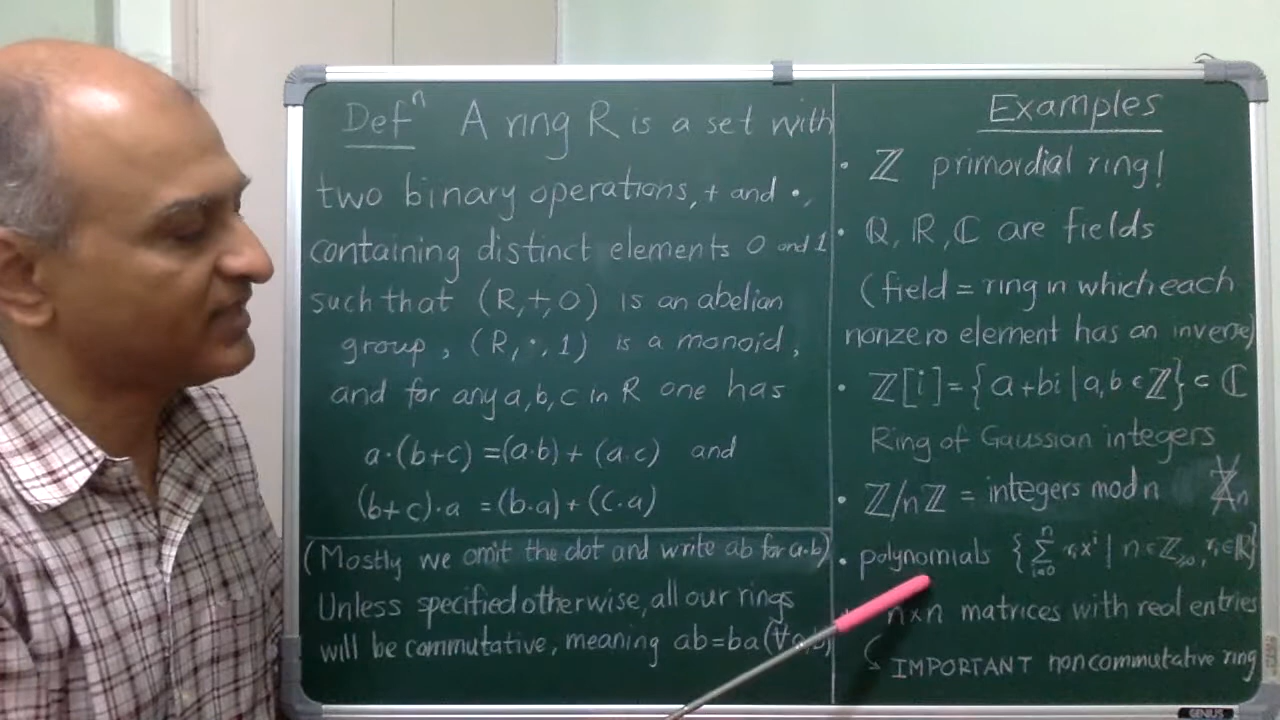 Defⁿ A ring R is a set with
two binary operations, + and ·,
containing distinct elements 0 and 1
such that (R,+,0) is an abelian
group, (R,·,1) is a monoid,
and for any a,b,c in R one has
a·(b+c) = (a·b) + (a·c) and
(b+c)·a = (b·a) + (c·a)
(Mostly we omit the dot and write ab for a·b)
Unless specified otherwise, all our rings
will be commutative, meaning ab=ba (∀ a,b)
Examples
• ℤ primordial ring!
• ℚ, ℝ, ℂ are fields
(field = ring in which each
nonzero element has an inverse)
• ℤ[i] = {a+bi | a,b ∈ ℤ} ⊂ ℂ
Ring of Gaussian integers
• ℤ/nℤ = integers mod n ℤₙ
• polynomials { ∑ᵢ₌₀ⁿ rᵢxⁱ | n ∈ ℤ≥0, rᵢ ∈ ℝ}
• n×n matrices with real entries
IMPORTANT noncommutative ring
GENIUS